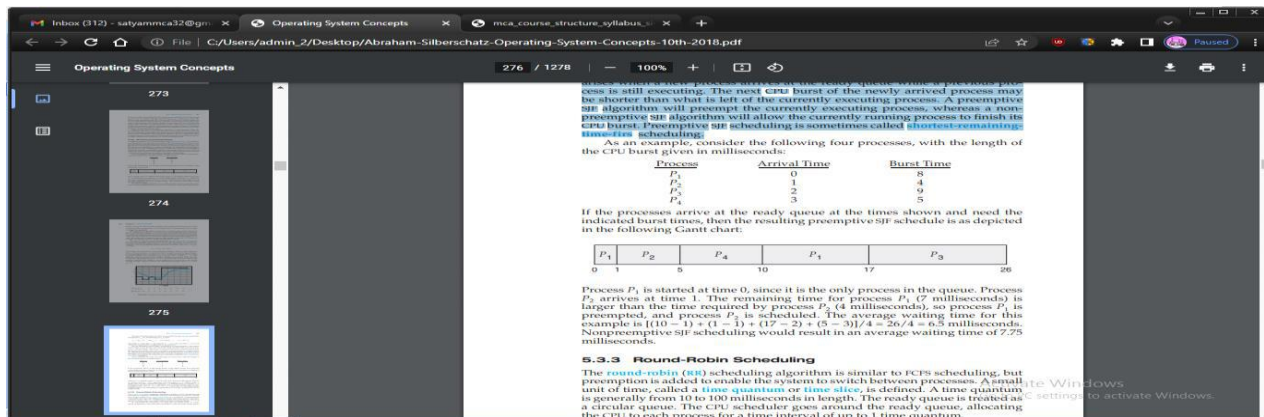 Inbox (312) - satyammca32@gm
Operating System Concepts
mca_course_structure_syllabus_s
File | C:/Users/admin_2/Desktop/Abraham-Silberschatz-Operating-System-Concepts-10th-2018.pdf
Paused
Operating System Concepts
276 / 1278
100%
273
274
275
cess is still executing. The next CPU burst of the newly arrived process may
be shorter than what is left of the currently executing process. A preemptive
SJF algorithm will preempt the currently executing process, whereas a non-
preemptive SJF algorithm will allow the currently running process to finish its
CPU burst. Preemptive SJF scheduling is sometimes called shortest-remaining-
time-firs scheduling.
As an example, consider the following four processes, with the length of
the CPU burst given in milliseconds:
Process Arrival Time Burst Time
P1 0 8
P2 1 4
P3 2 9
P4 3 5
If the processes arrive at the ready queue at the times shown and need the
indicated burst times, then the resulting preemptive SJF schedule is as depicted
in the following Gantt chart:
P1 P2 P4 P1 P3
0 1 5 10 17 26
Process P1 is started at time 0, since it is the only process in the queue. Process
P2 arrives at time 1. The remaining time for process P1 (7 milliseconds) is
larger than the time required by process P2 (4 milliseconds), so process P1 is
preempted, and process P2 is scheduled. The average waiting time for this
example is [(10 − 1) + (1 − 1) + (17 − 2) + (5 − 3)]/4 = 26/4 = 6.5 milliseconds.
Nonpreemptive SJF scheduling would result in an average waiting time of 7.75
milliseconds.
5.3.3 Round-Robin Scheduling
The round-robin (RR) scheduling algorithm is similar to FCFS scheduling, but
preemption is added to enable the system to switch between processes. A small
unit of time, called a time quantum or time slice, is defined. A time quantum
is generally from 10 to 100 milliseconds in length. The ready queue is treated as
a circular queue. The CPU scheduler goes around the ready queue, allocating
the CPU to each process for a time interval of up to 1 time quantum.
Windows
settings to activate Windows.